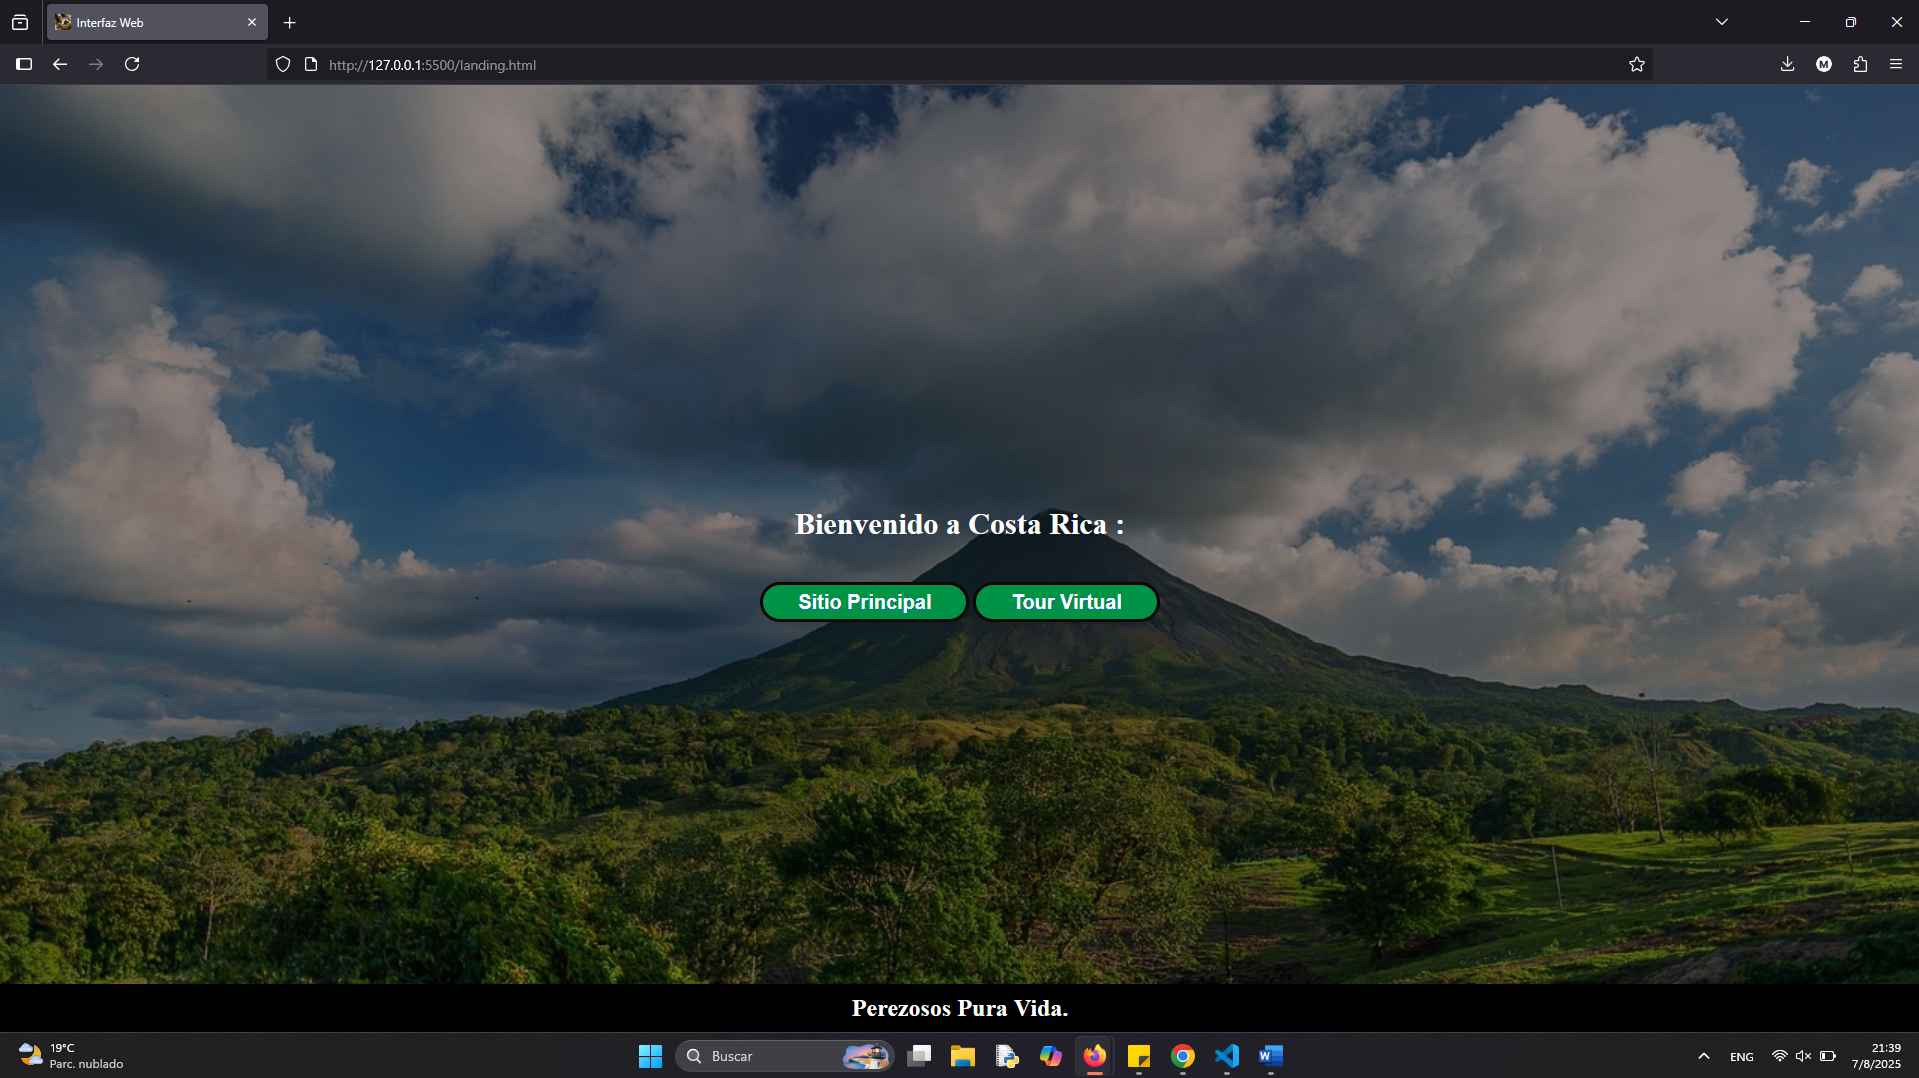 Interfaz Web
http://127.0.0.1:5500/landing.html
M
Bienvenido a Costa Rica :
Sitio Principal
Tour Virtual
Perezosos Pura Vida.
19°C
Parc. nublado
Buscar
ENG
21:39
7/8/2025